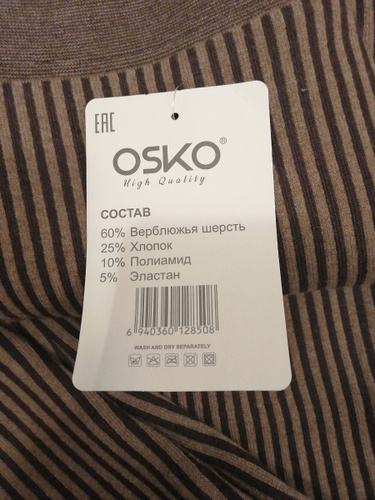 EAC
OSKO®
High Quality
СОСТАВ
60% Верблюжья шерсть
25% Хлопок
10% Полиамид
5% Эластан
6 940360 128508
WASH AND DRY SEPARATELY